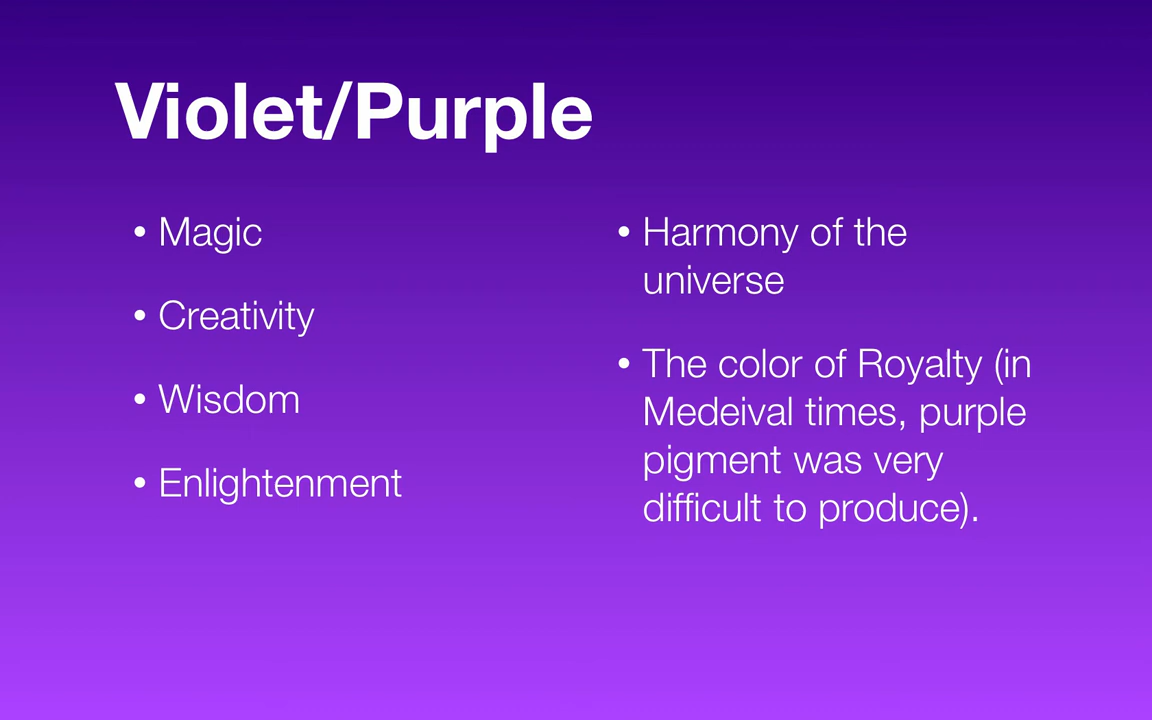 Violet/Purple
• Magic
• Creativity
• Wisdom
• Enlightenment
• Harmony of the
universe
• The color of Royalty (in
Medeival times, purple
pigment was very
difficult to produce).